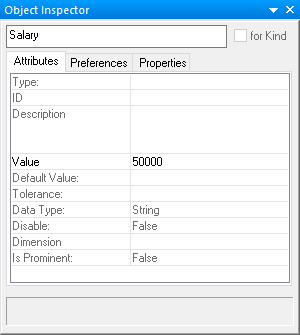 Object Inspector
Salary
for Kind
Attributes Preferences Properties
Type:
ID
Description
Value 50000
Default Value:
Tolerance:
Data Type: String
Disable: False
Dimension
Is Prominent: False